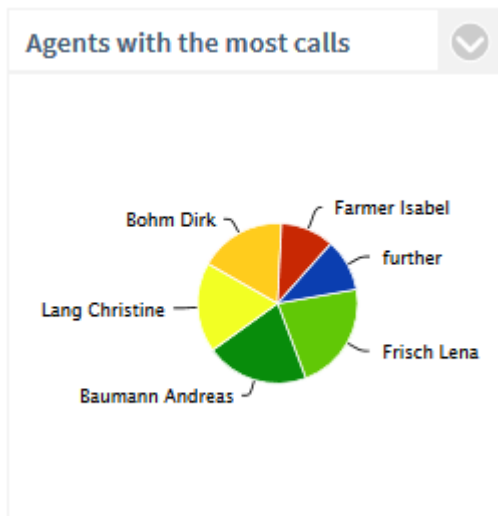 Agents with the most calls
Farmer Isabel
Bohm Dirk
further
Lang Christine
Frisch Lena
Baumann Andreas